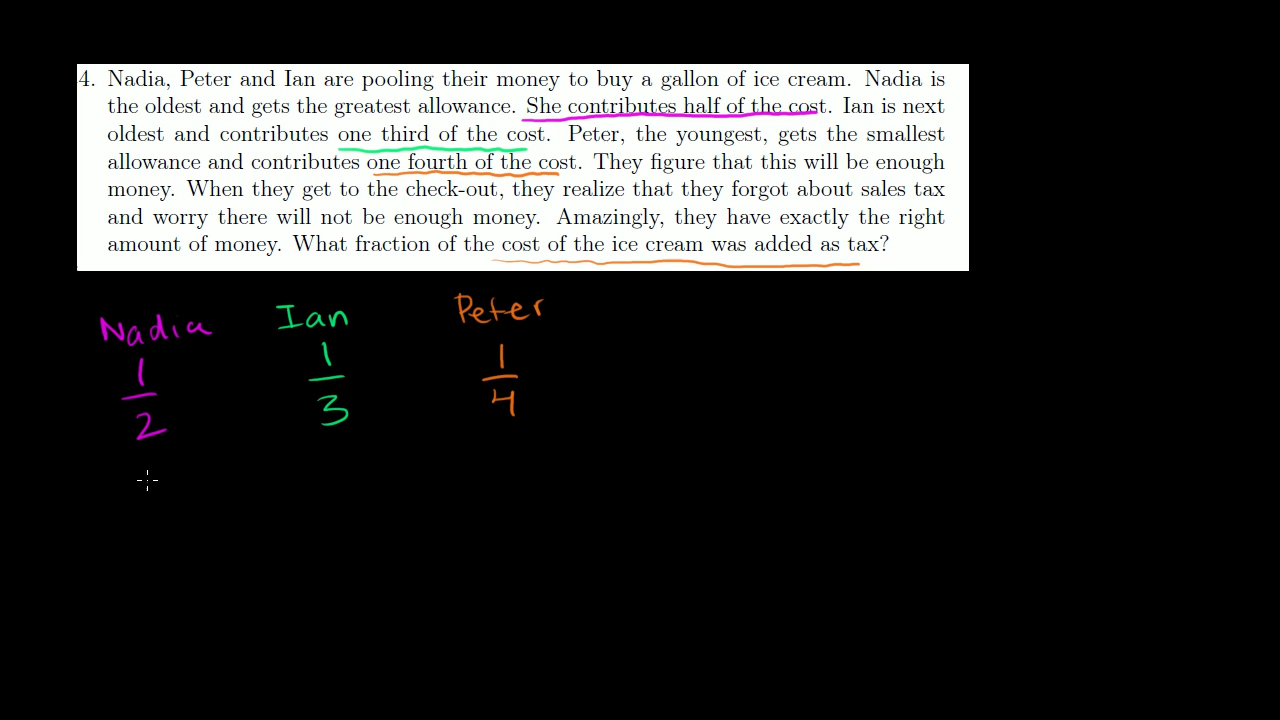 4. Nadia, Peter and Ian are pooling their money to buy a gallon of ice cream. Nadia is
the oldest and gets the greatest allowance. She contributes half of the cost. Ian is next
oldest and contributes one third of the cost. Peter, the youngest, gets the smallest
allowance and contributes one fourth of the cost. They figure that this will be enough
money. When they get to the check-out, they realize that they forgot about sales tax
and worry there will not be enough money. Amazingly, they have exactly the right
amount of money. What fraction of the cost of the ice cream was added as tax?
Nadia Ian Peter
1/2 1/3 1/4